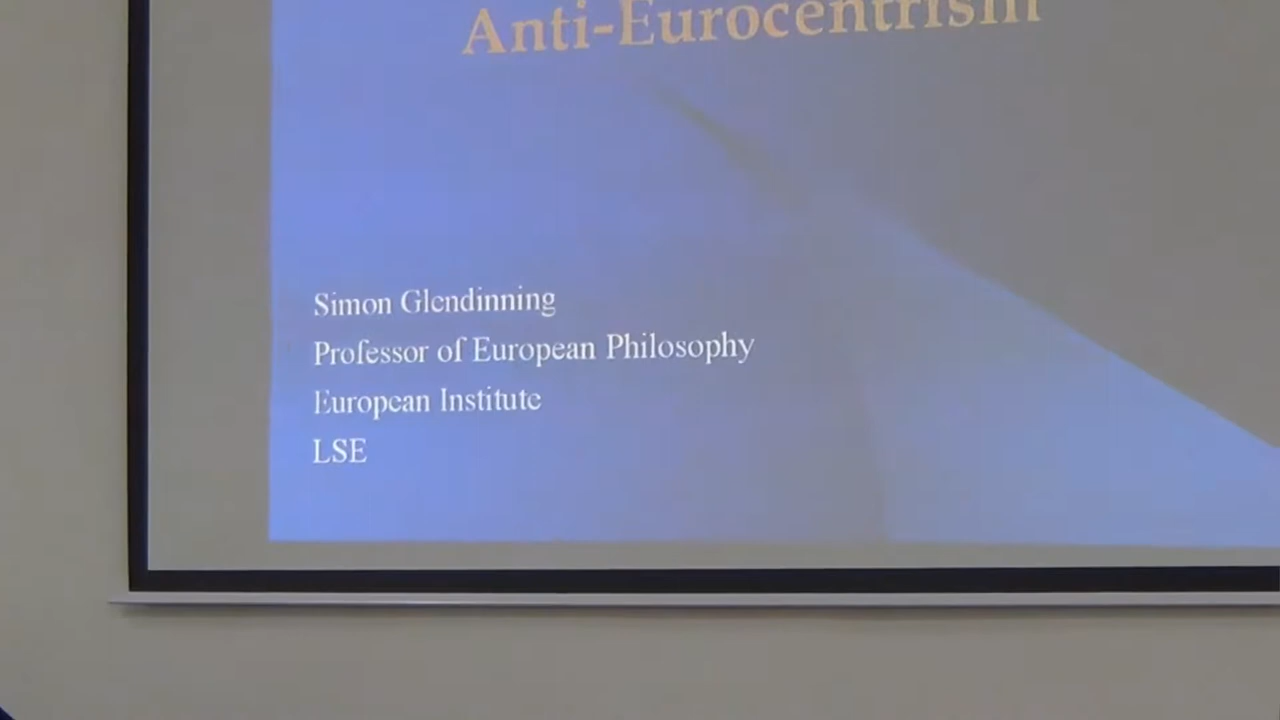 Anti-Eurocentrism
Simon Glendinning
Professor of European Philosophy
European Institute
LSE